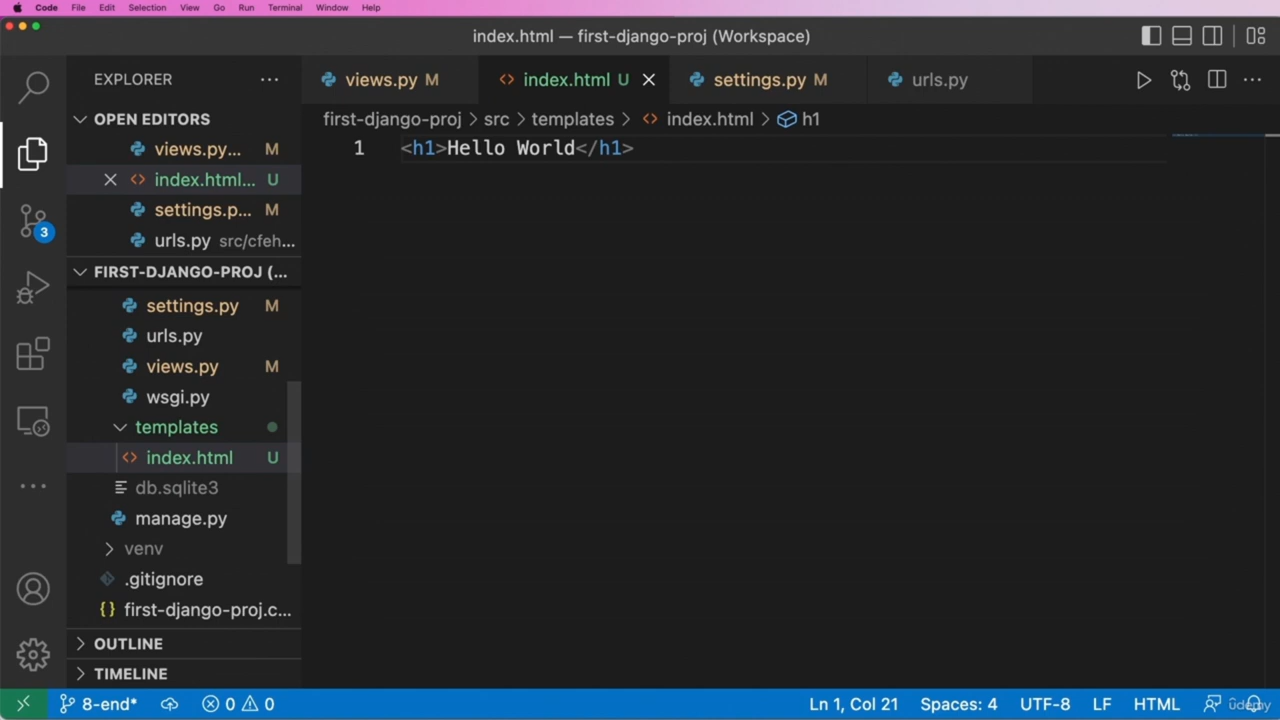 Code File Edit Selection View Go Run Terminal Window Help
index.html — first-django-proj (Workspace)
EXPLORER
views.py M
index.html U
settings.py M
urls.py
OPEN EDITORS
first-django-proj > src > templates > index.html > h1
views.py... M
1 <h1>Hello World</h1>
index.html... U
settings.p... M
urls.py src/cfeh...
3
FIRST-DJANGO-PROJ (...
settings.py M
urls.py
views.py M
wsgi.py
templates
index.html U
db.sqlite3
manage.py
venv
.gitignore
first-django-proj.c...
OUTLINE
TIMELINE
8-end* 0 0 Ln 1, Col 21 Spaces: 4 UTF-8 LF HTML
udemy